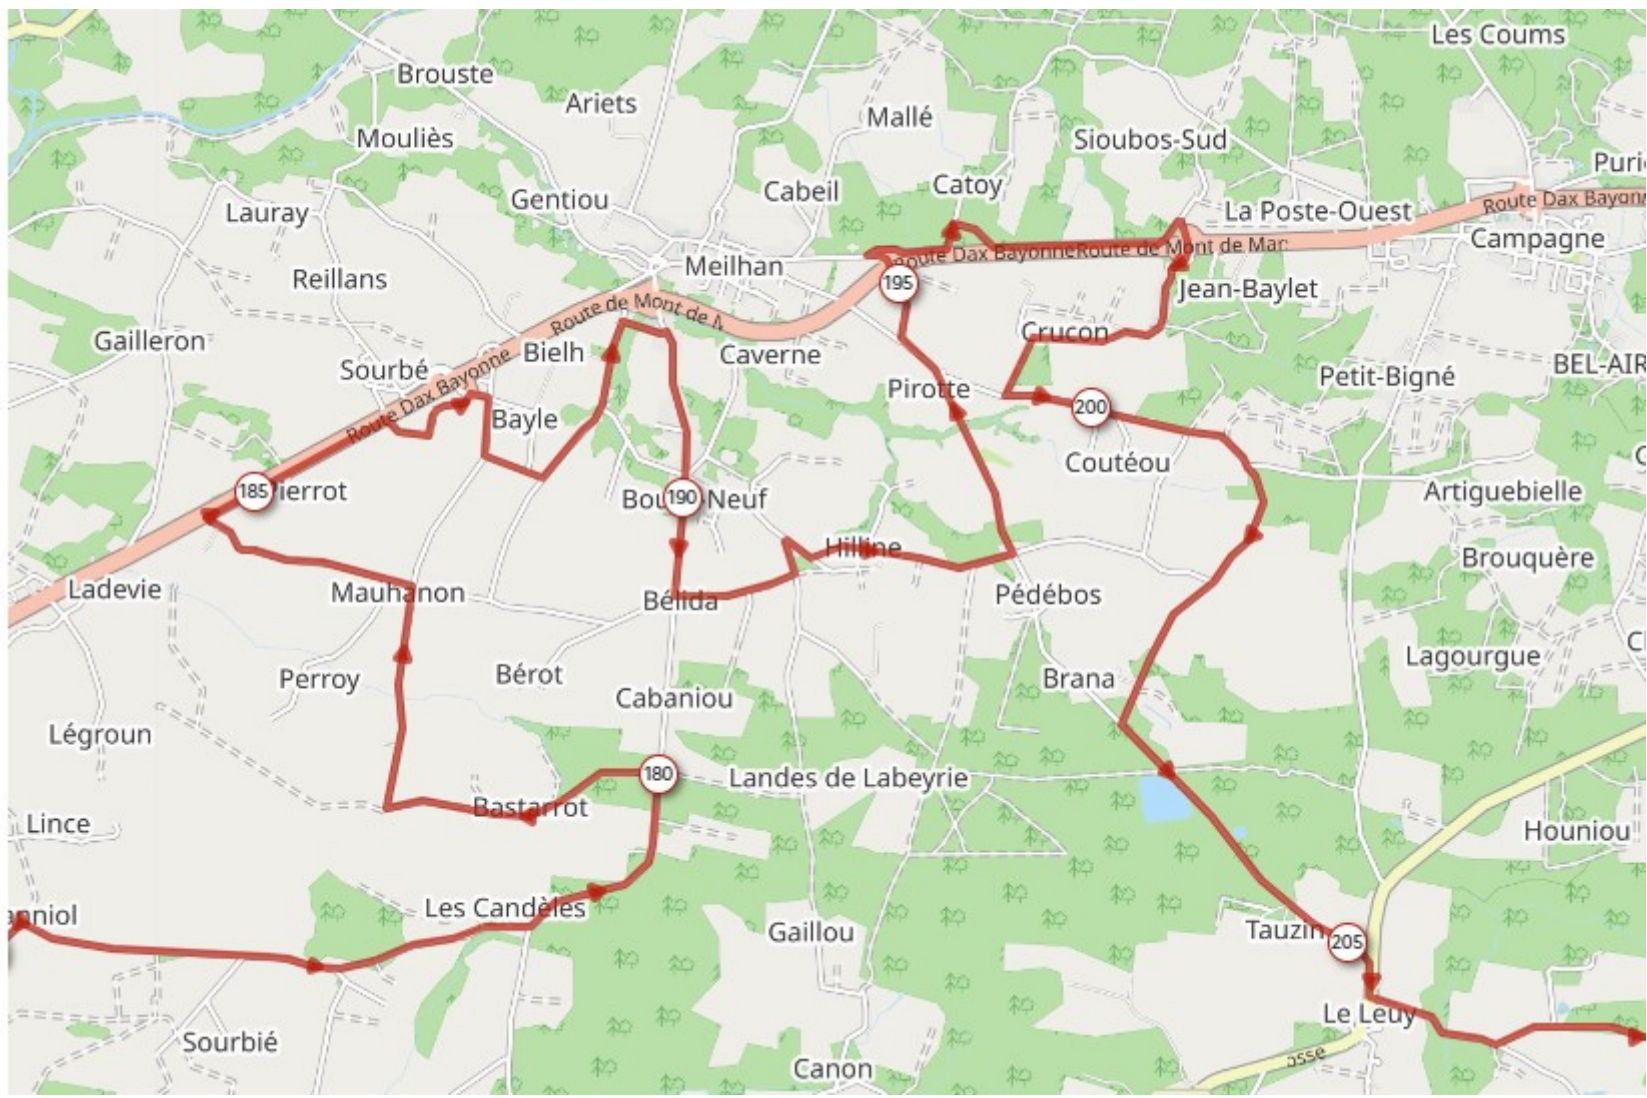 Les Coums
Brouste
Ariets
Mallé
Mouliès
Sioubos-Sud
Puri
Catoy
Cabeil
Gentiou
Route Dax Bayonn
Lauray
La Poste-Ouest
Campagne
Meilhan
Route Dax Bayonne
Route de Mont de Mar
Reillans
195
Jean-Baylet
Route de Mont de M
Crucon
Gailleron
Bielh
Caverne
BEL-AIR
Sourbé
Route Dax Bayonne
Petit-Bigné
Pirotte
200
Bayle
Coutéou
185
Pierrot
Artiguebielle
Bou
190
Neuf
Hilline
Brouquère
Ladevie
Mauhanon
Bélida
Pédébos
Lagourgue
Perroy
Bérot
Brana
Cabaniou
Légroun
180
Landes de Labeyrie
Bastarrot
Lince
Houniou
anniol
Les Candèles
Gaillou
Tauzin
205
Le Leuy
Sourbié
osse
Canon